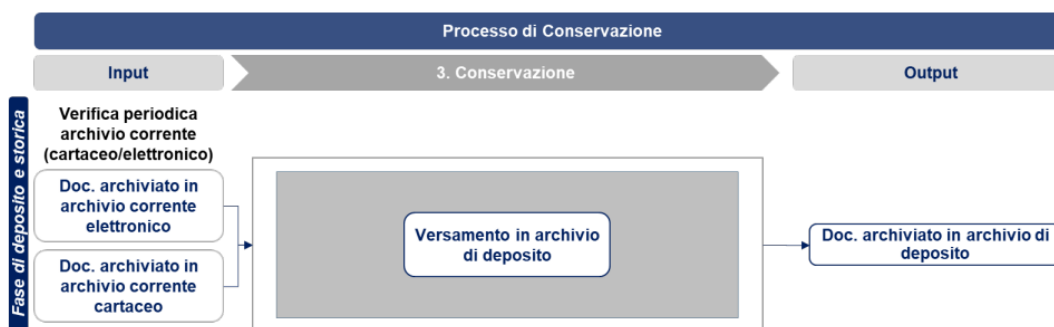 Processo di Conservazione
Input
3. Conservazione
Output
Fase di deposito e storica
Verifica periodica
archivio corrente
(cartaceo/elettronico)
Doc. archiviato in
archivio corrente
elettronico
Doc. archiviato in
archivio corrente
cartaceo
Versamento in archivio
di deposito
Doc. archiviato in archivio di
deposito